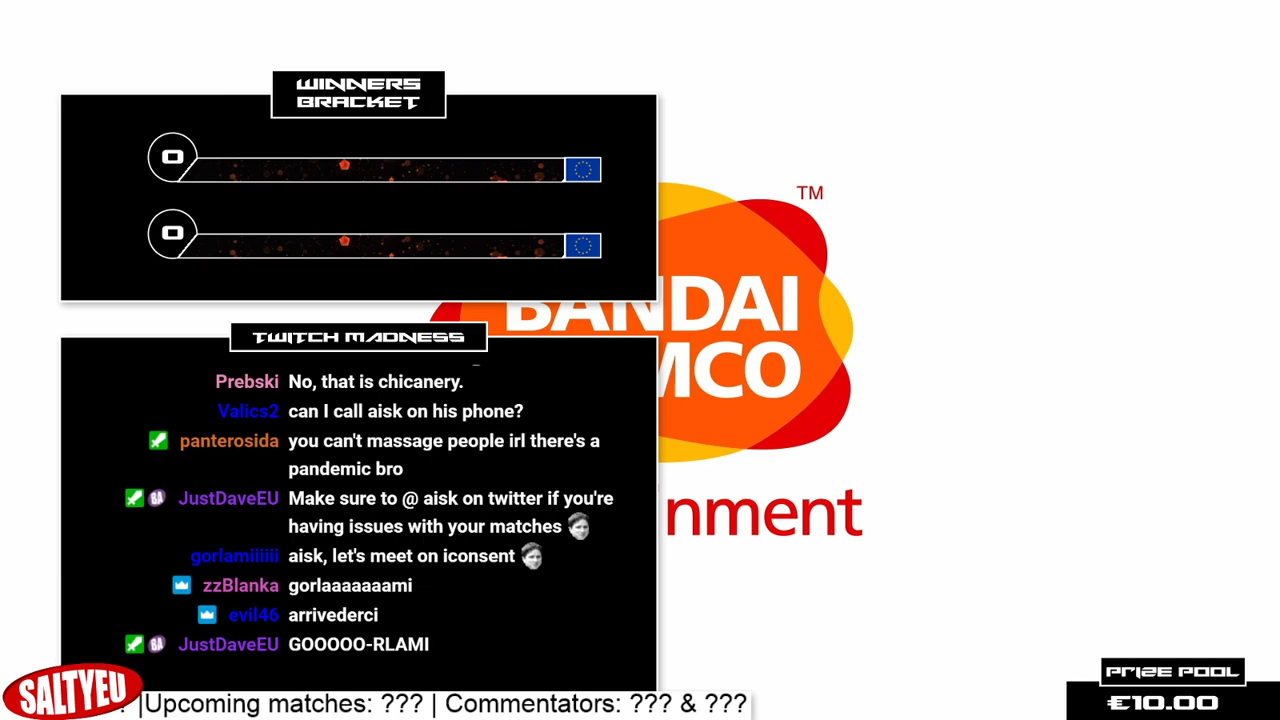 WINNERS
BRACKET
0
0
TM
BANDAI
MCO
nment
TWITCH MADNESS
Prebski No, that is chicanery.
Valics2 can I call aisk on his phone?
panterosida you can't massage people irl there's a
pandemic bro
BA JustDaveEU Make sure to @ aisk on twitter if you're
having issues with your matches
gorlamiiiiii aisk, let's meet on iconsent
zzBlanka gorlaaaaaaami
evil46 arrivederci
BA JustDaveEU GOOOOO-RLAMI
SALTYEU
? |Upcoming matches: ??? | Commentators: ??? & ???
PRIZE POOL
€10.00